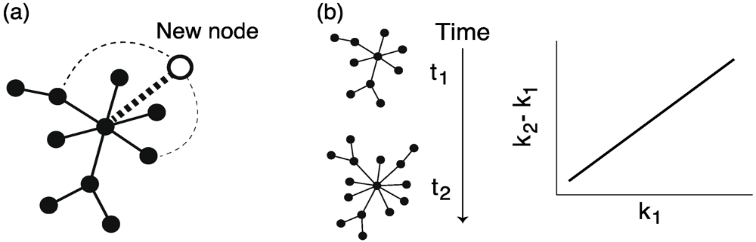 (a)
New node
(b)
Time
t1
t2
k2- k1
k1